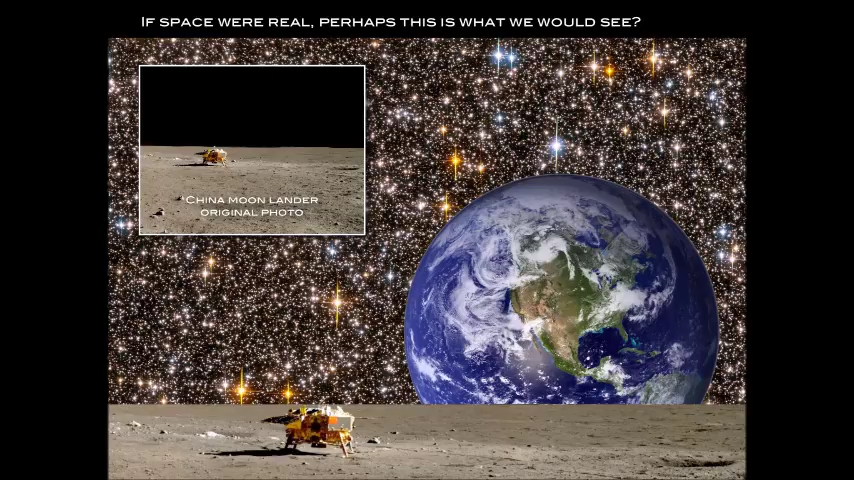 If space were real, perhaps this is what we would see?
*China moon lander
original photo